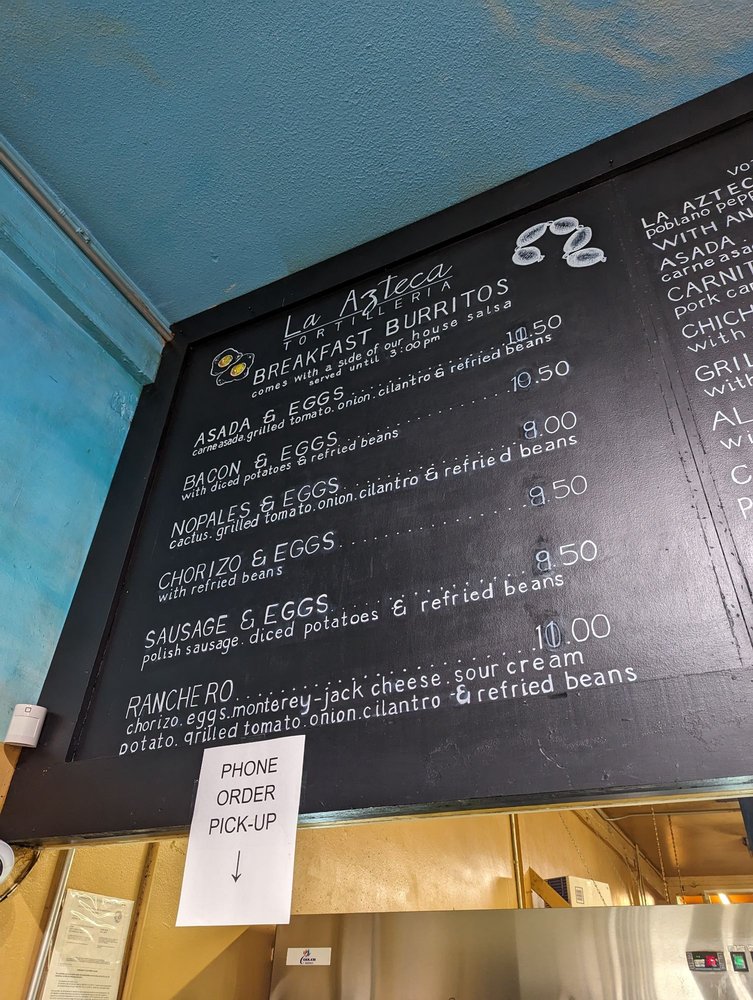 La Azteca
TORTILLERIA
BREAKFAST BURRITOS
comes with a side of our house salsa
served until 3:00pm
ASADA & EGGS 11.50
carne asada. grilled tomato. onion. cilantro & refried beans
BACON & EGGS 10.50
with diced potatoes & refried beans
NOPALES & EGGS 9.00
cactus. grilled tomato. onion. cilantro & refried beans
CHORIZO & EGGS 9.50
with refried beans
SAUSAGE & EGGS 9.50
polish sausage. diced potatoes & refried beans
RANCHERO 11.00
chorizo. eggs. monterey-jack cheese. sour cream
potato. grilled tomato. onion. cilantro & refried beans
LA AZTEC
poblano pepp
WITH AN
ASADA
carne asa
CARNIT
pork car
CHICH
with
GRIL
with
AL
PHONE
ORDER
PICK-UP
↓